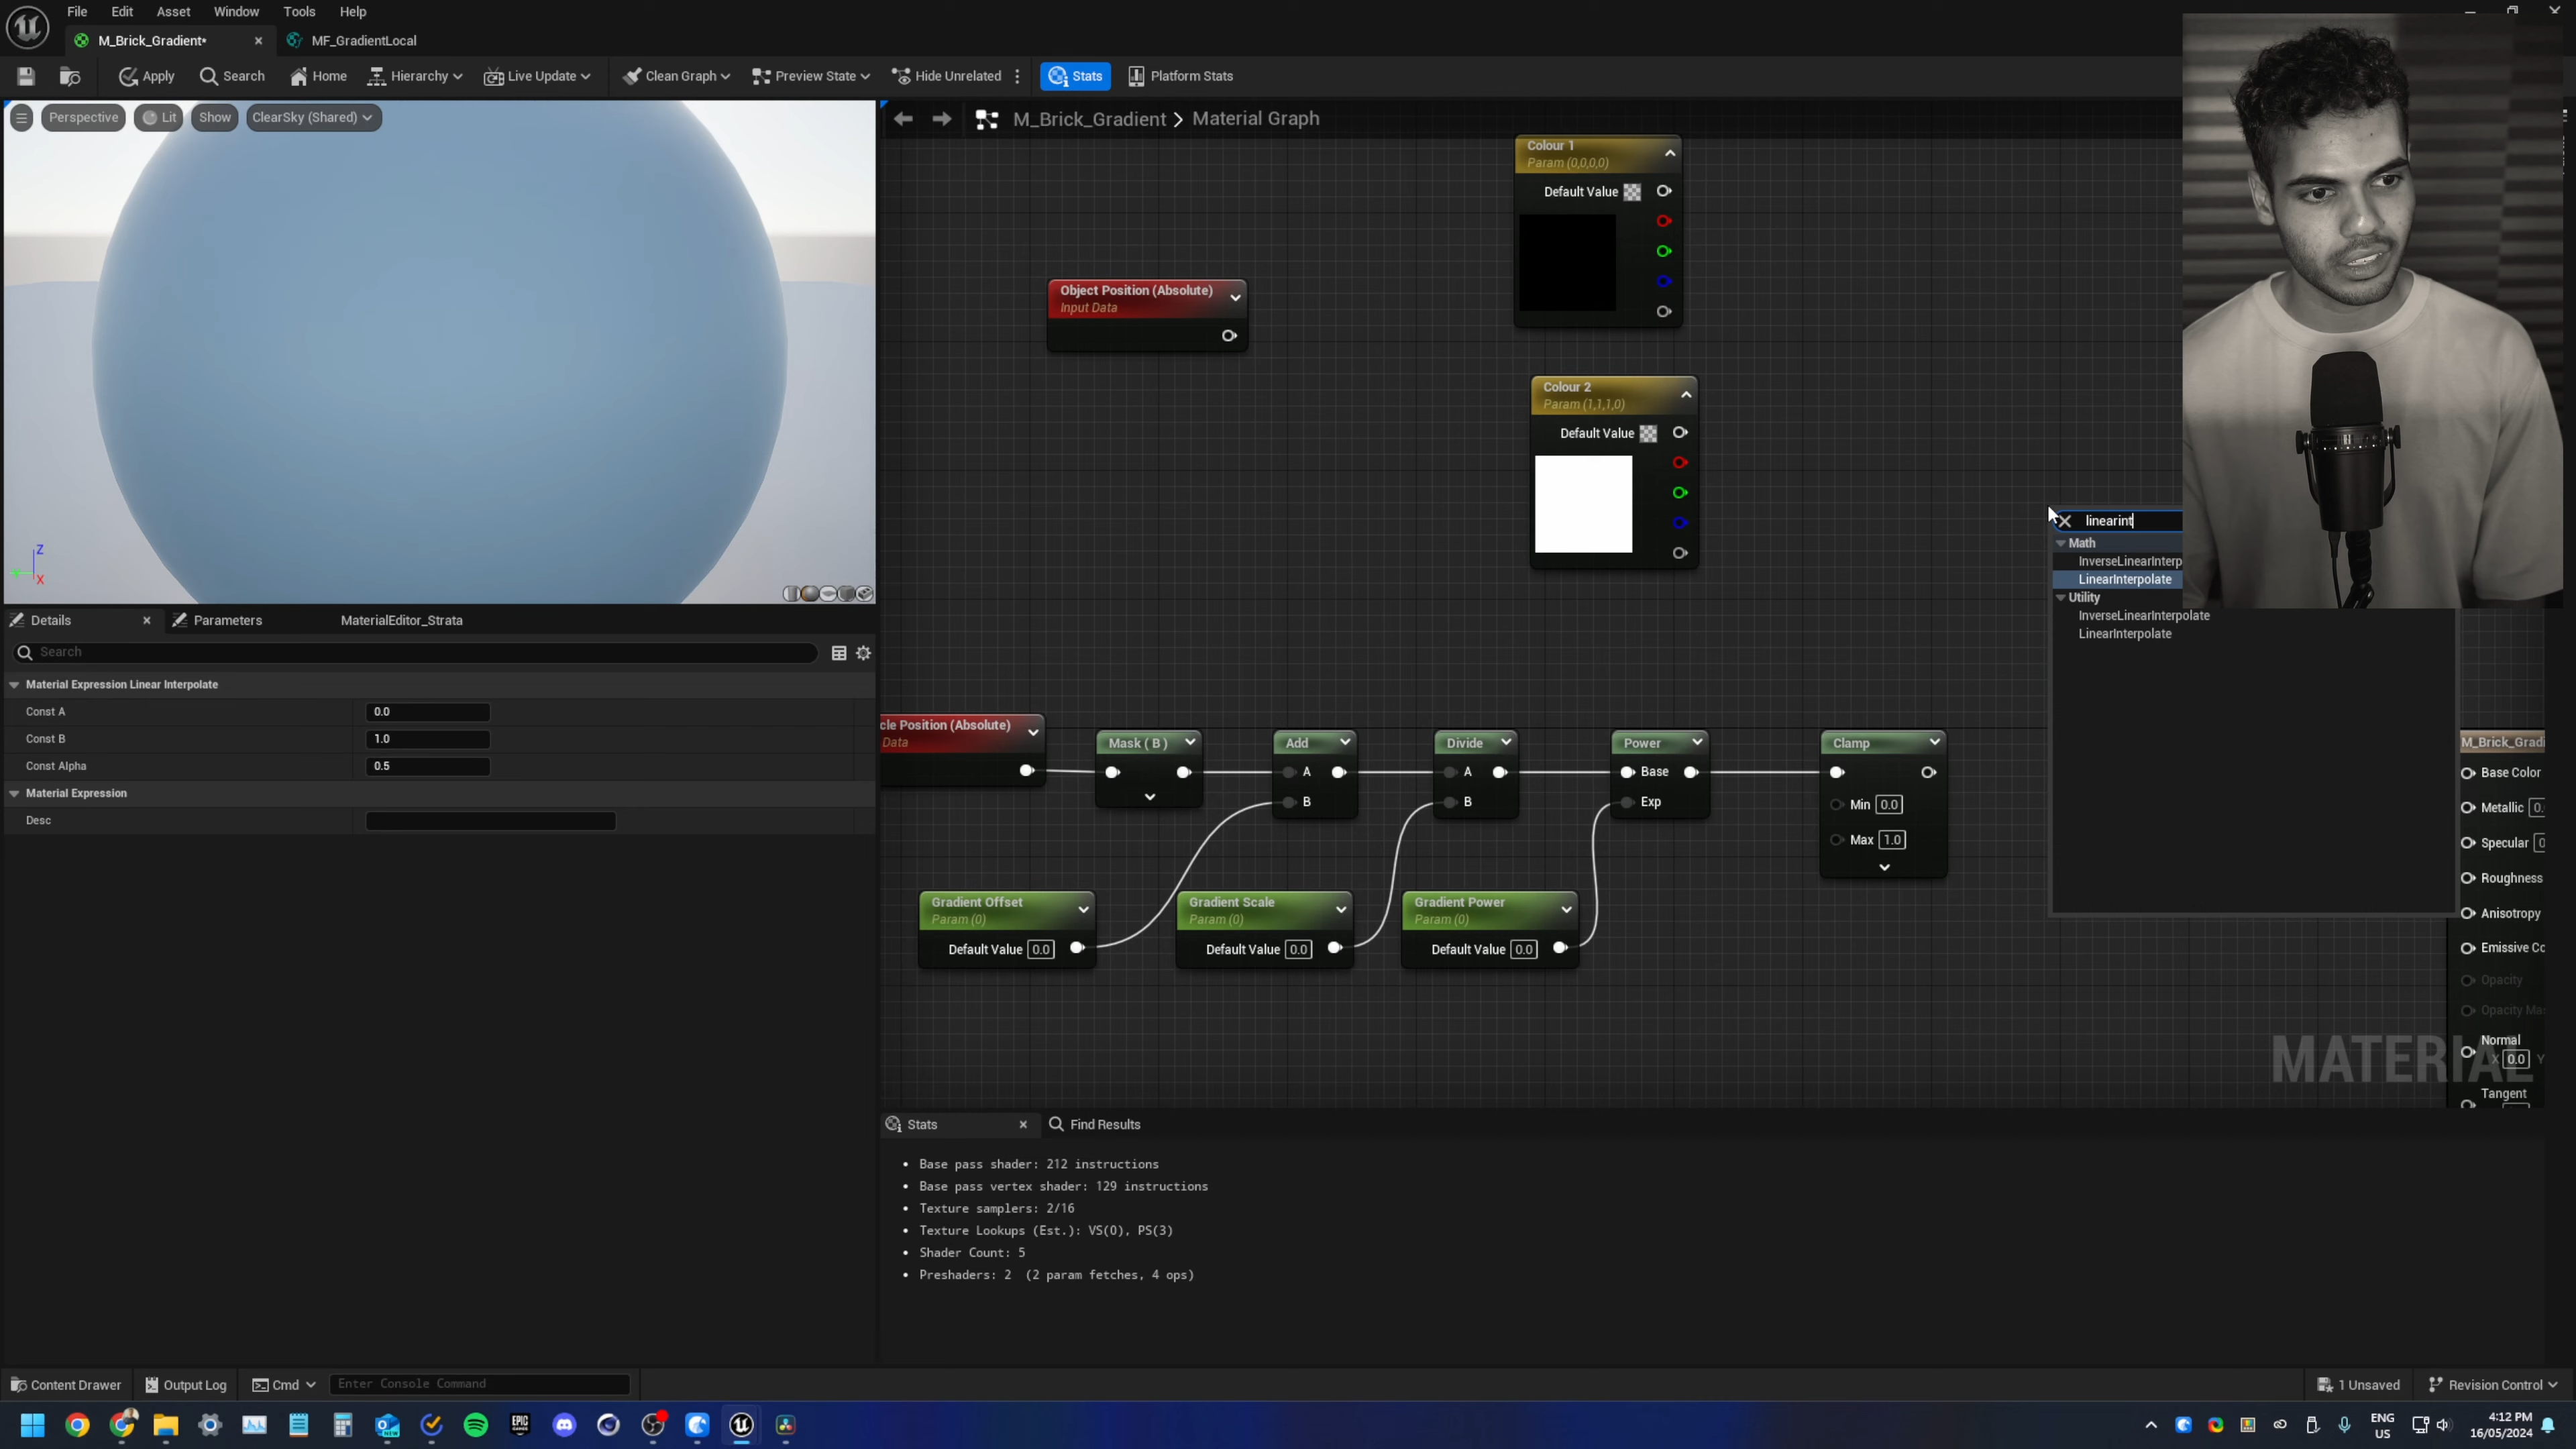 File Edit Asset Window Tools Help
M_Brick_Gradient* MF_GradientLocal
Apply Search Home Hierarchy Live Update Clean Graph Preview State Hide Unrelated Stats Platform Stats
Perspective Lit Show ClearSky (Shared)
M_Brick_Gradient > Material Graph
Colour 1
Param (0,0,0,0)
Default Value
Object Position (Absolute)
Input Data
Colour 2
Param (1,1,1,0)
Default Value
linearint
Math
InverseLinearInterp
LinearInterpolate
Utility
InverseLinearInterpolate
LinearInterpolate
Z
X
Details Parameters MaterialEditor_Strata
Search
Material Expression Linear Interpolate
Const A 0.0
Const B 1.0
Const Alpha 0.5
Material Expression
Desc
cle Position (Absolute)
Data
Mask ( B )
Add
A
B
Divide
A
B
Power
Base
Exp
Clamp
Min 0.0
Max 1.0
Gradient Offset
Param (0)
Default Value 0.0
Gradient Scale
Param (0)
Default Value 0.0
Gradient Power
Param (0)
Default Value 0.0
M_Brick_Gradi
Base Color
Metallic 0.
Specular 0
Roughness
Anisotropy
Emissive Co
Opacity
Opacity Mas
Normal
X 0.0 Y
Tangent
MATERIAL
Stats Find Results
• Base pass shader: 212 instructions
• Base pass vertex shader: 129 instructions
• Texture samplers: 2/16
• Texture Lookups (Est.): VS(0), PS(3)
• Shader Count: 5
• Preshaders: 2 (2 param fetches, 4 ops)
Content Drawer Output Log Cmd Enter Console Command 1 Unsaved Revision Control
NEW
EPIC GAMES
ENG
US
4:12 PM
16/05/2024